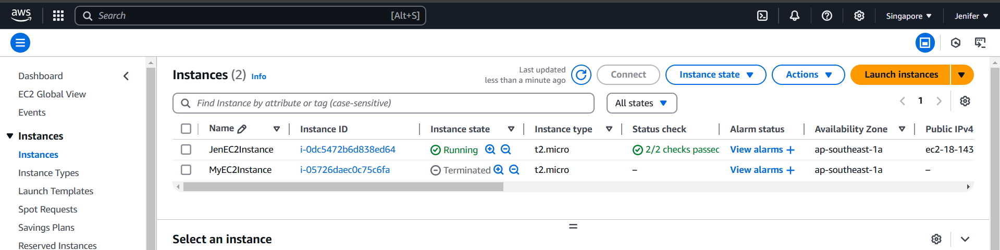 aws Search [Alt+S] Singapore Jenifer
Dashboard
EC2 Global View
Events
Instances
Instances
Instance Types
Launch Templates
Spot Requests
Savings Plans
Reserved Instances
Instances (2) Info
Last updated
less than a minute ago
Connect Instance state Actions Launch instances
Find Instance by attribute or tag (case-sensitive) All states 1
Name Instance ID Instance state Instance type Status check Alarm status Availability Zone Public IPv4
JenEC2Instance i-0dc5472b6d838ed64 Running t2.micro 2/2 checks passec View alarms + ap-southeast-1a ec2-18-143
MyEC2Instance i-05726daec0c75c6fa Terminated t2.micro – View alarms + ap-southeast-1a –
Select an instance